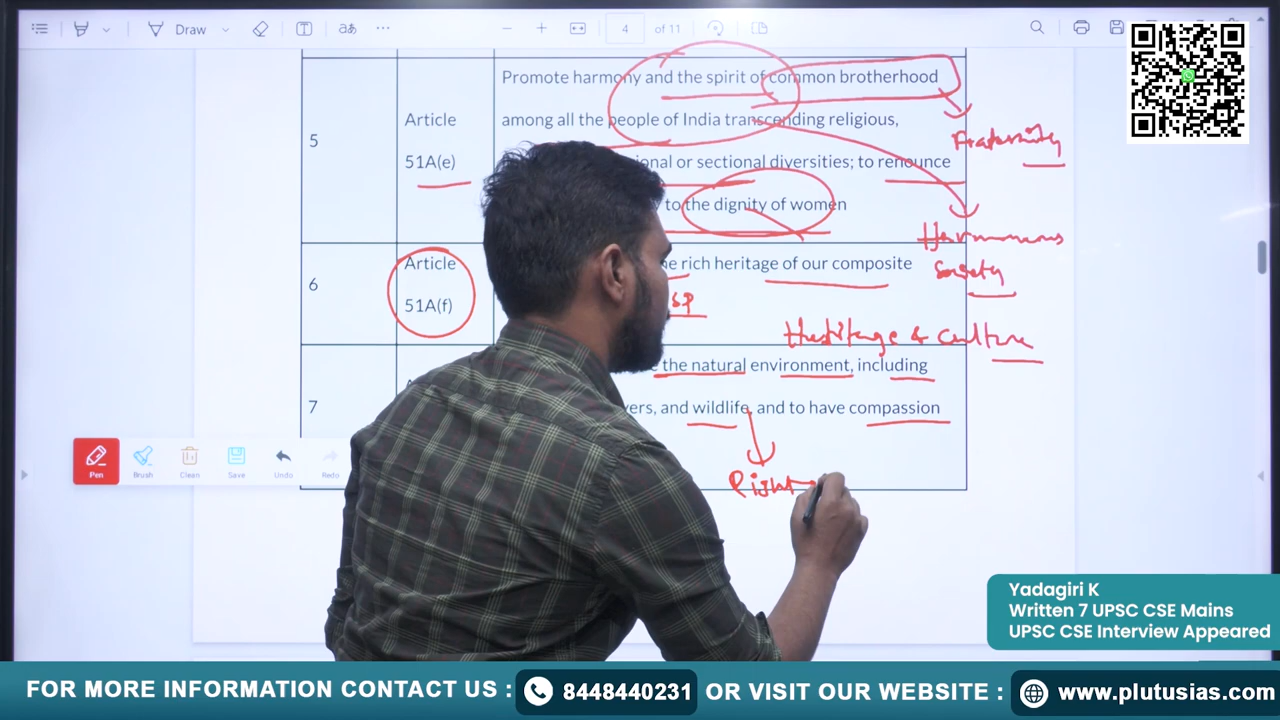 Draw
4
of 11
Promote harmony and the spirit of common brotherhood
Fraternity
5
Article
51A(e)
among all the people of India transcending religious,
ional or sectional diversities; to renounce
to the dignity of women
Harmonious
Society
6
Article
51A(f)
he rich heritage of our composite
Heritage & culture
7
the natural environment, including
vers, and wildlife, and to have compassion
Right
Pen
Brush
Clean
Save
Undo
Redo
Yadagiri K
Written 7 UPSC CSE Mains
UPSC CSE Interview Appeared
FOR MORE INFORMATION CONTACT US : 8448440231 OR VISIT OUR WEBSITE : www.plutusias.com